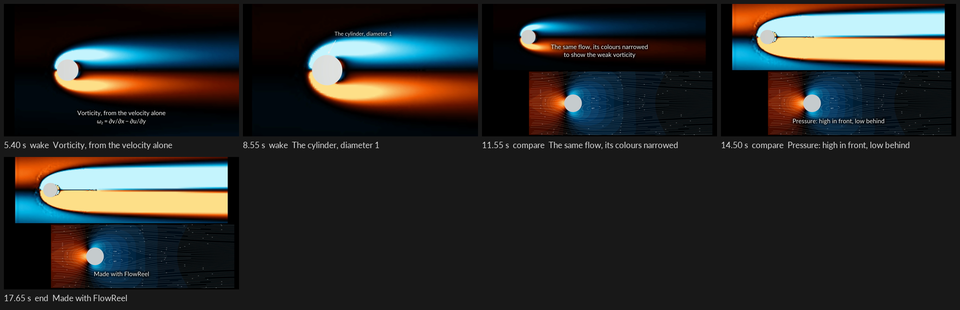 Vorticity, from the velocity alone
ω₃ = ∂v/∂x − ∂u/∂y
5.40 s wake Vorticity, from the velocity alone
The cylinder, diameter 1
8.55 s wake The cylinder, diameter 1
The same flow, its colours narrowed
to show the weak vorticity
11.55 s compare The same flow, its colours narrowed
Pressure: high in front, low behind
14.50 s compare Pressure: high in front, low behind
Made with FlowReel
17.65 s end Made with FlowReel